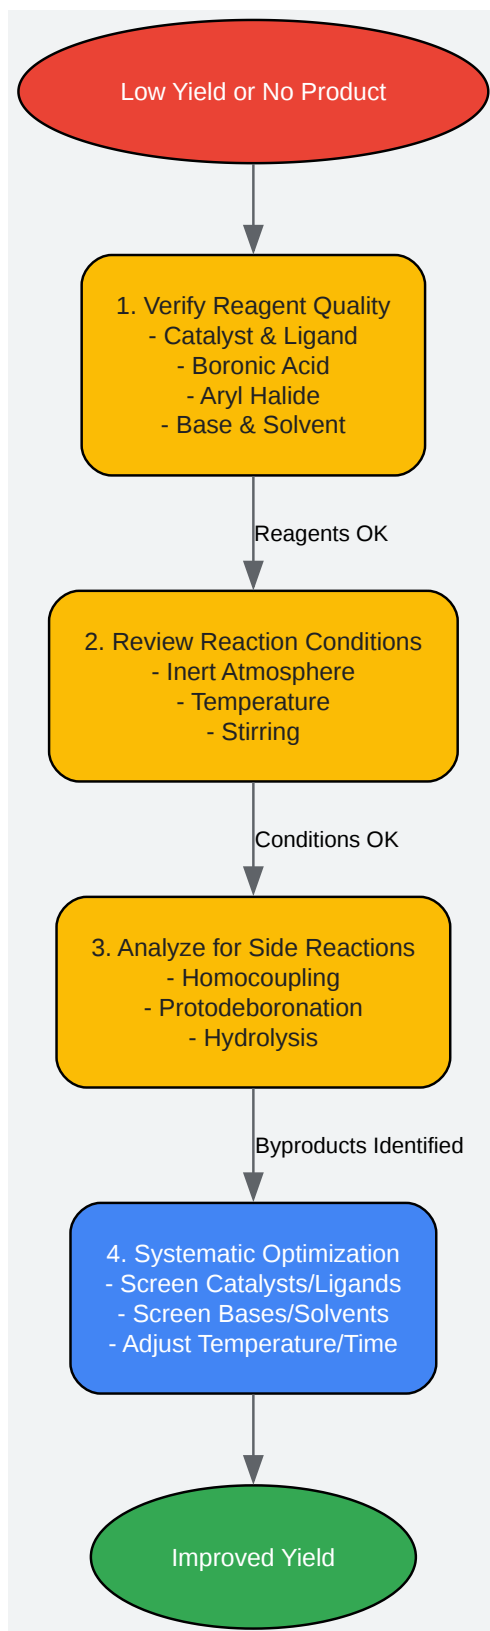 Low Yield or No Product
1. Verify Reagent Quality
- Catalyst & Ligand
- Boronic Acid
- Aryl Halide
- Base & Solvent
Reagents OK
2. Review Reaction Conditions
- Inert Atmosphere
- Temperature
- Stirring
Conditions OK
3. Analyze for Side Reactions
- Homocoupling
- Protodeboronation
- Hydrolysis
Byproducts Identified
4. Systematic Optimization
- Screen Catalysts/Ligands
- Screen Bases/Solvents
- Adjust Temperature/Time
Improved Yield